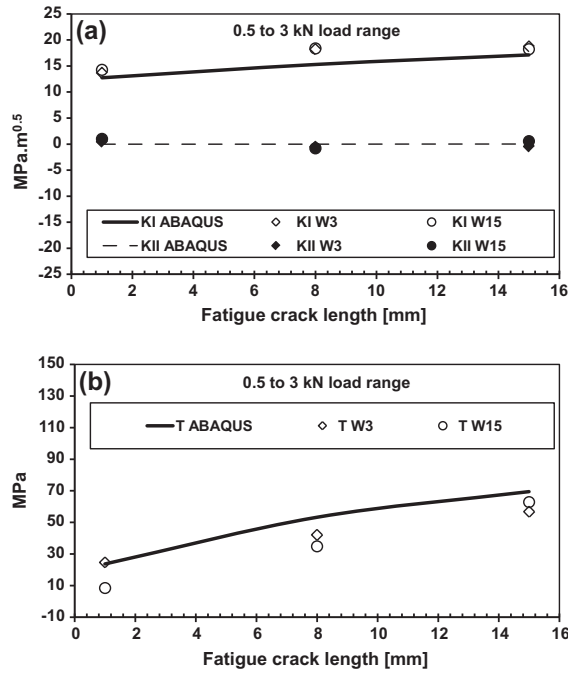 (a)
0.5 to 3 kN load range
25
20
15
10
5
0
-5
-10
-15
-20
-25
MPa.m^0.5
KI ABAQUS KI W3 KI W15
KII ABAQUS KII W3 KII W15
0 2 4 6 8 10 12 14 16
Fatigue crack length [mm]
(b)
0.5 to 3 kN load range
150
130
110
90
70
50
30
10
-10
MPa
T ABAQUS T W3 T W15
0 2 4 6 8 10 12 14 16
Fatigue crack length [mm]